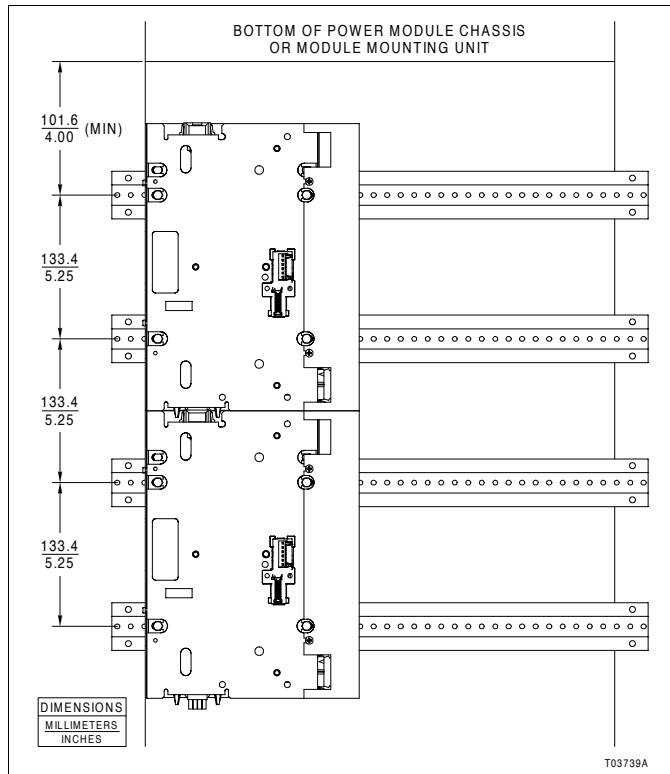 BOTTOM OF POWER MODULE CHASSIS
OR MODULE MOUNTING UNIT
101.6
4.00 (MIN)
133.4
5.25
133.4
5.25
133.4
5.25
DIMENSIONS
MILLIMETERS
INCHES
T03739A